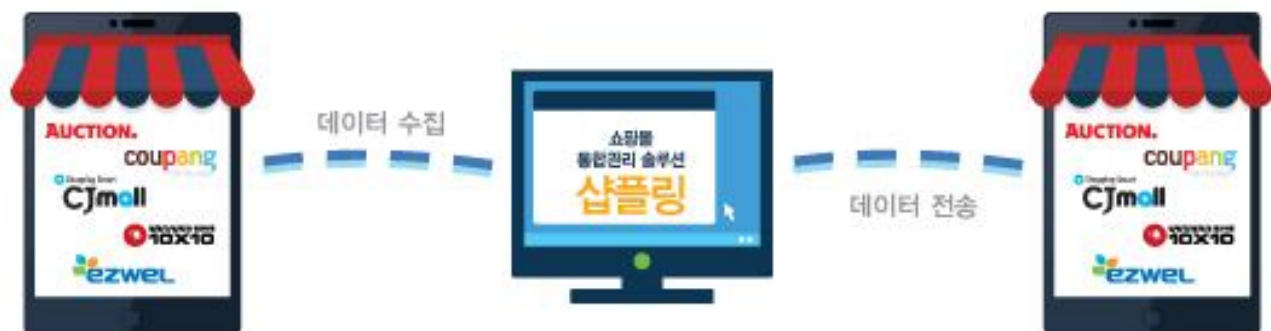 AUCTION.
coupang
CJmall
10X10
ezwel
데이터 수집
쇼핑몰
통합관리 솔루션
샵플링
데이터 전송
AUCTION.
coupang
CJmall
10X10
ezwel